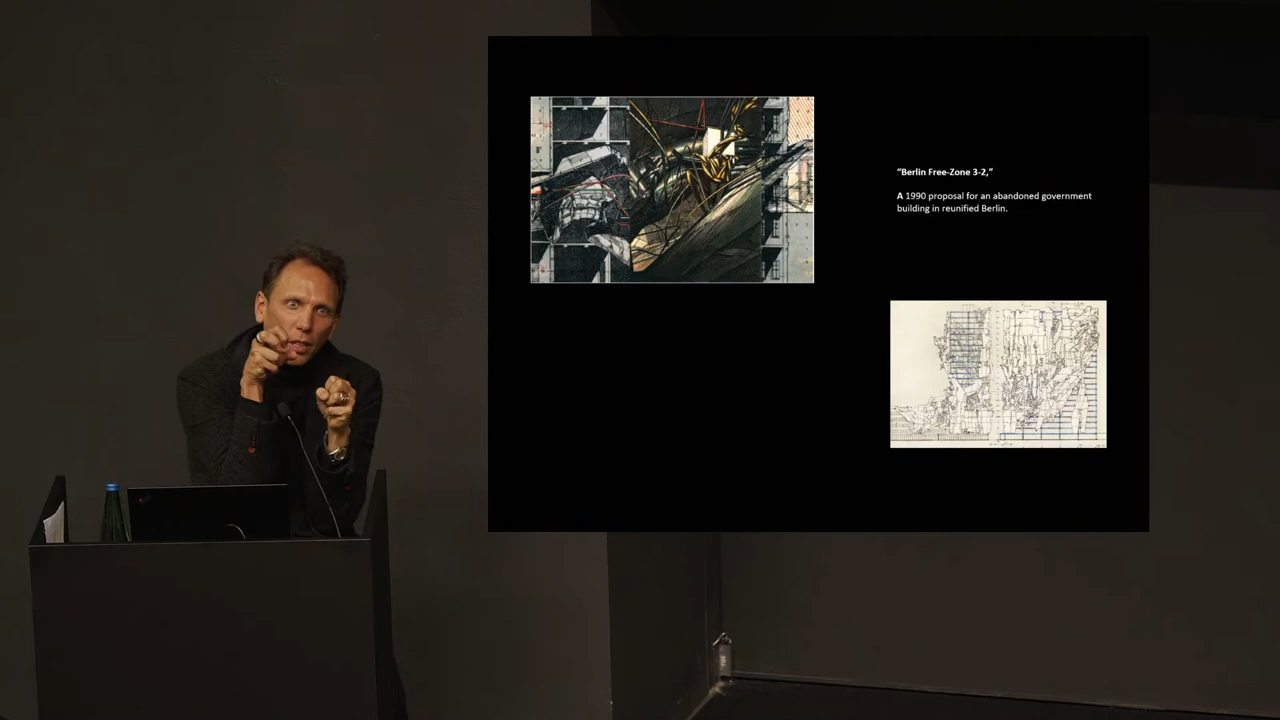 “Berlin Free-Zone 3-2,”
A 1990 proposal for an abandoned government
building in reunified Berlin.